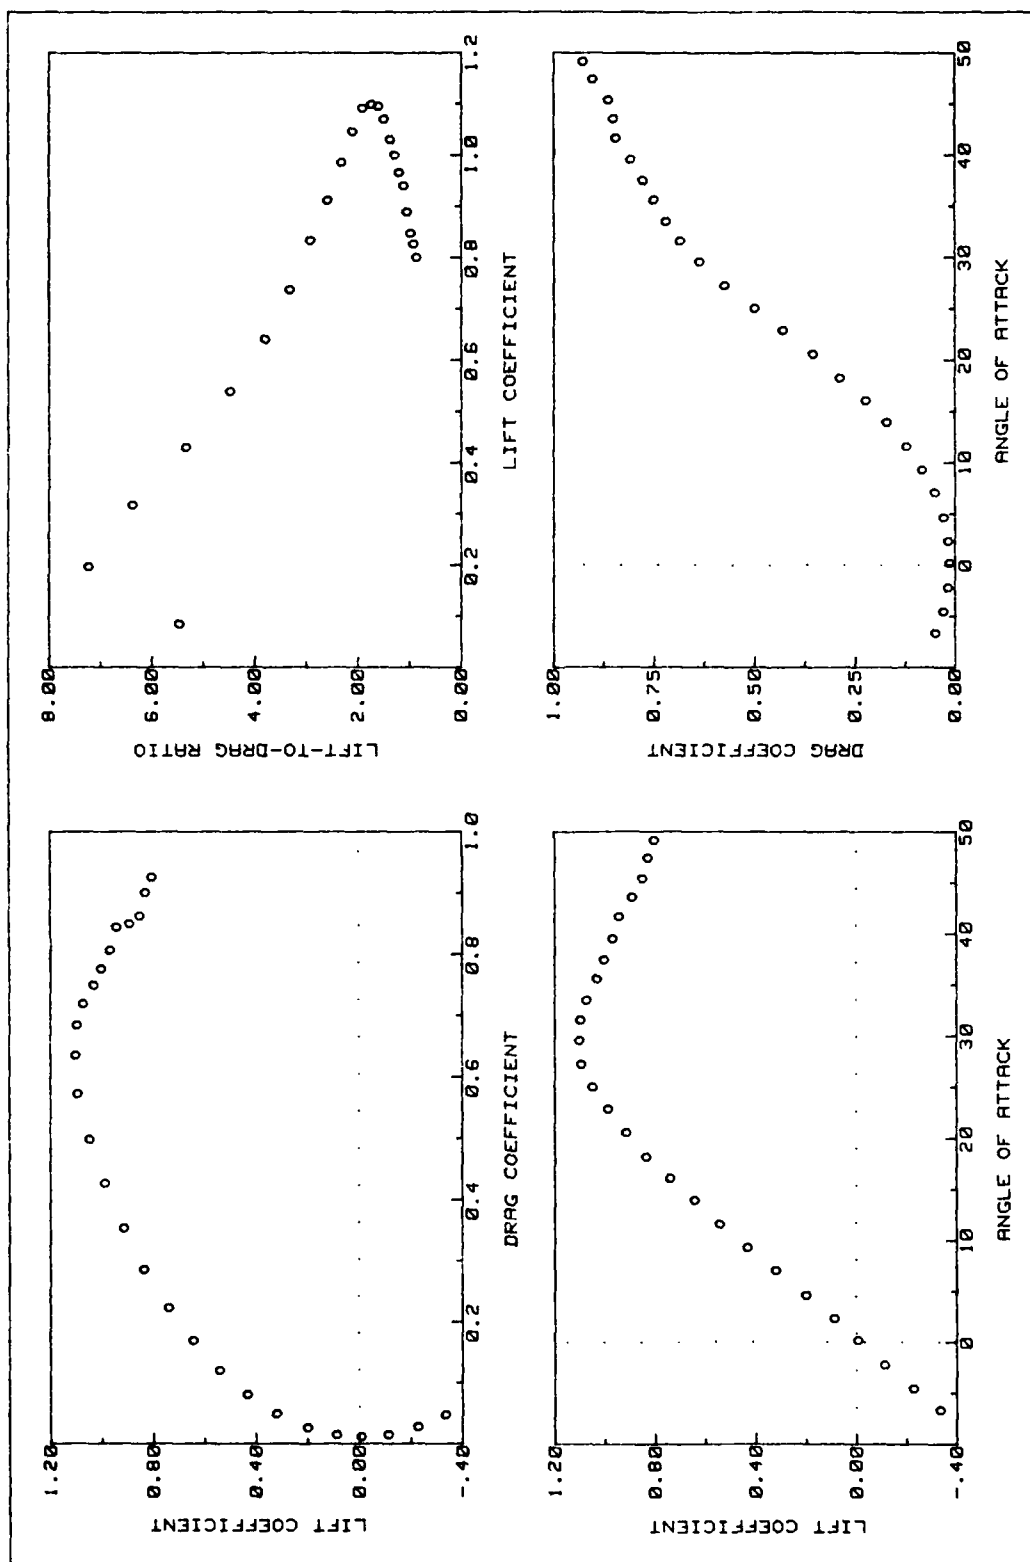 LIFT COEFFICIENT
1.20
0.80
0.40
0.00
-.40
0.2 0.4 0.6 0.8 1.0
DRAG COEFFICIENT
LIFT-TO-DRAG RATIO
8.00
6.00
4.00
2.00
0.00
0.2 0.4 0.6 0.8 1.0 1.2
LIFT COEFFICIENT
LIFT COEFFICIENT
1.20
0.80
0.40
0.00
-.40
0 10 20 30 40 50
ANGLE OF ATTACK
DRAG COEFFICIENT
1.00
0.75
0.50
0.25
0.00
0 10 20 30 40 50
ANGLE OF ATTACK